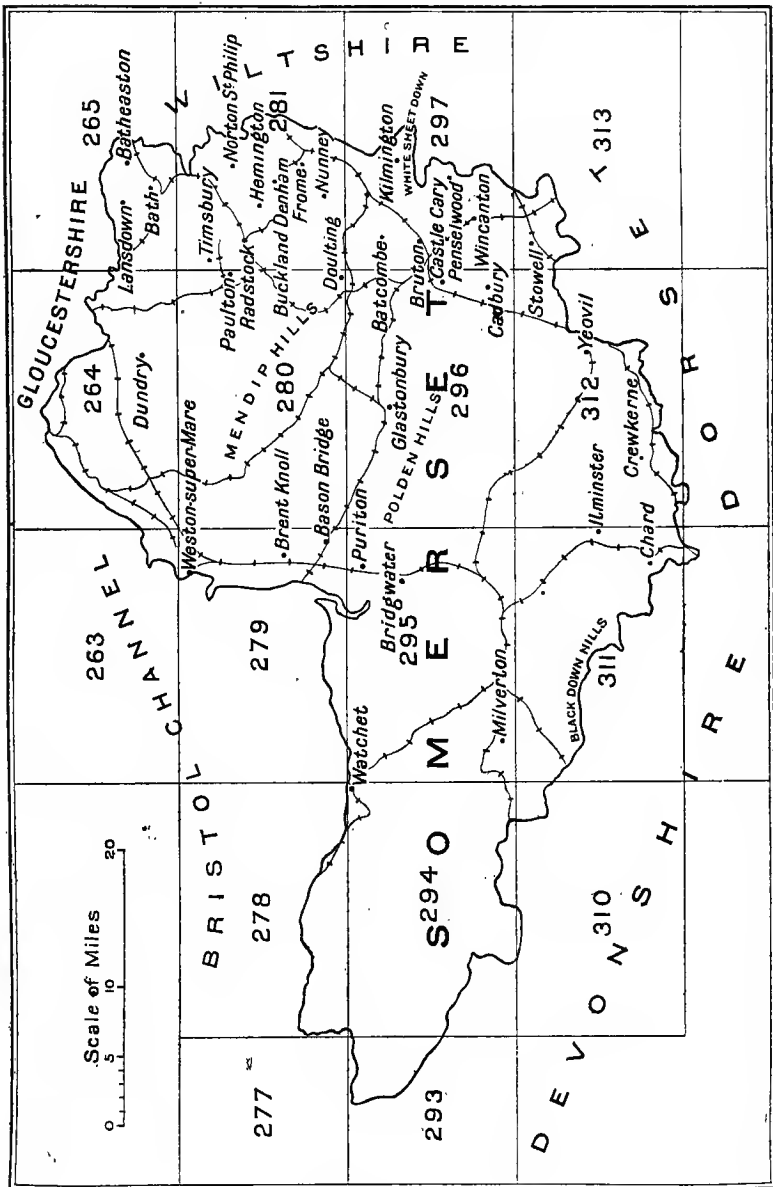 GLOUCESTERSHIRE
WILTSHIRE
BRISTOL CHANNEL
SOMERSET
DEVONSHIRE
DORSET
Scale of Miles
0 5 10 20
263
264
265
277
278
279
280
281
293
294
295
296
297
310
311
312
313
Lansdown
Batheaston
Bath
Dundry
Weston-super-Mare
Timsbury
Norton St Philip
Paulton
Radstock
Hemington
Buckland Denham
Frome
MENDIP HILLS
Brent Knoll
Bason Bridge
Doulting
Nunney
Watchet
Puriton
Glastonbury
Batcombe
Bruton
Kilmington
WHITE SHEET DOWN
Bridgwater
POLDEN HILLS
Castle Cary
Penselwood
Wincanton
Cadbury
Milverton
Stowell
BLACK DOWN HILLS
Yeovil
Ilminster
Crewkerne
Chard